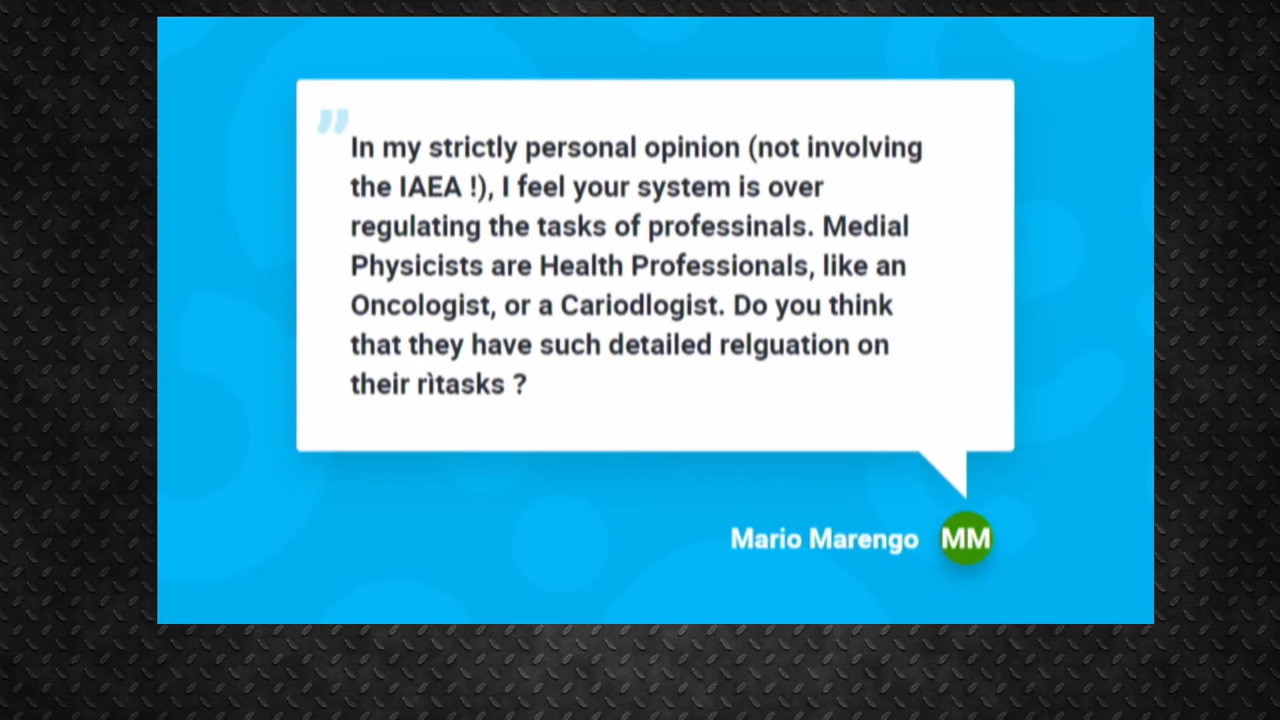 ”
In my strictly personal opinion (not involving
the IAEA !), I feel your system is over
regulating the tasks of professinals. Medial
Physicists are Health Professionals, like an
Oncologist, or a Cariodlogist. Do you think
that they have such detailed relguation on
their rìtasks ?
Mario Marengo MM